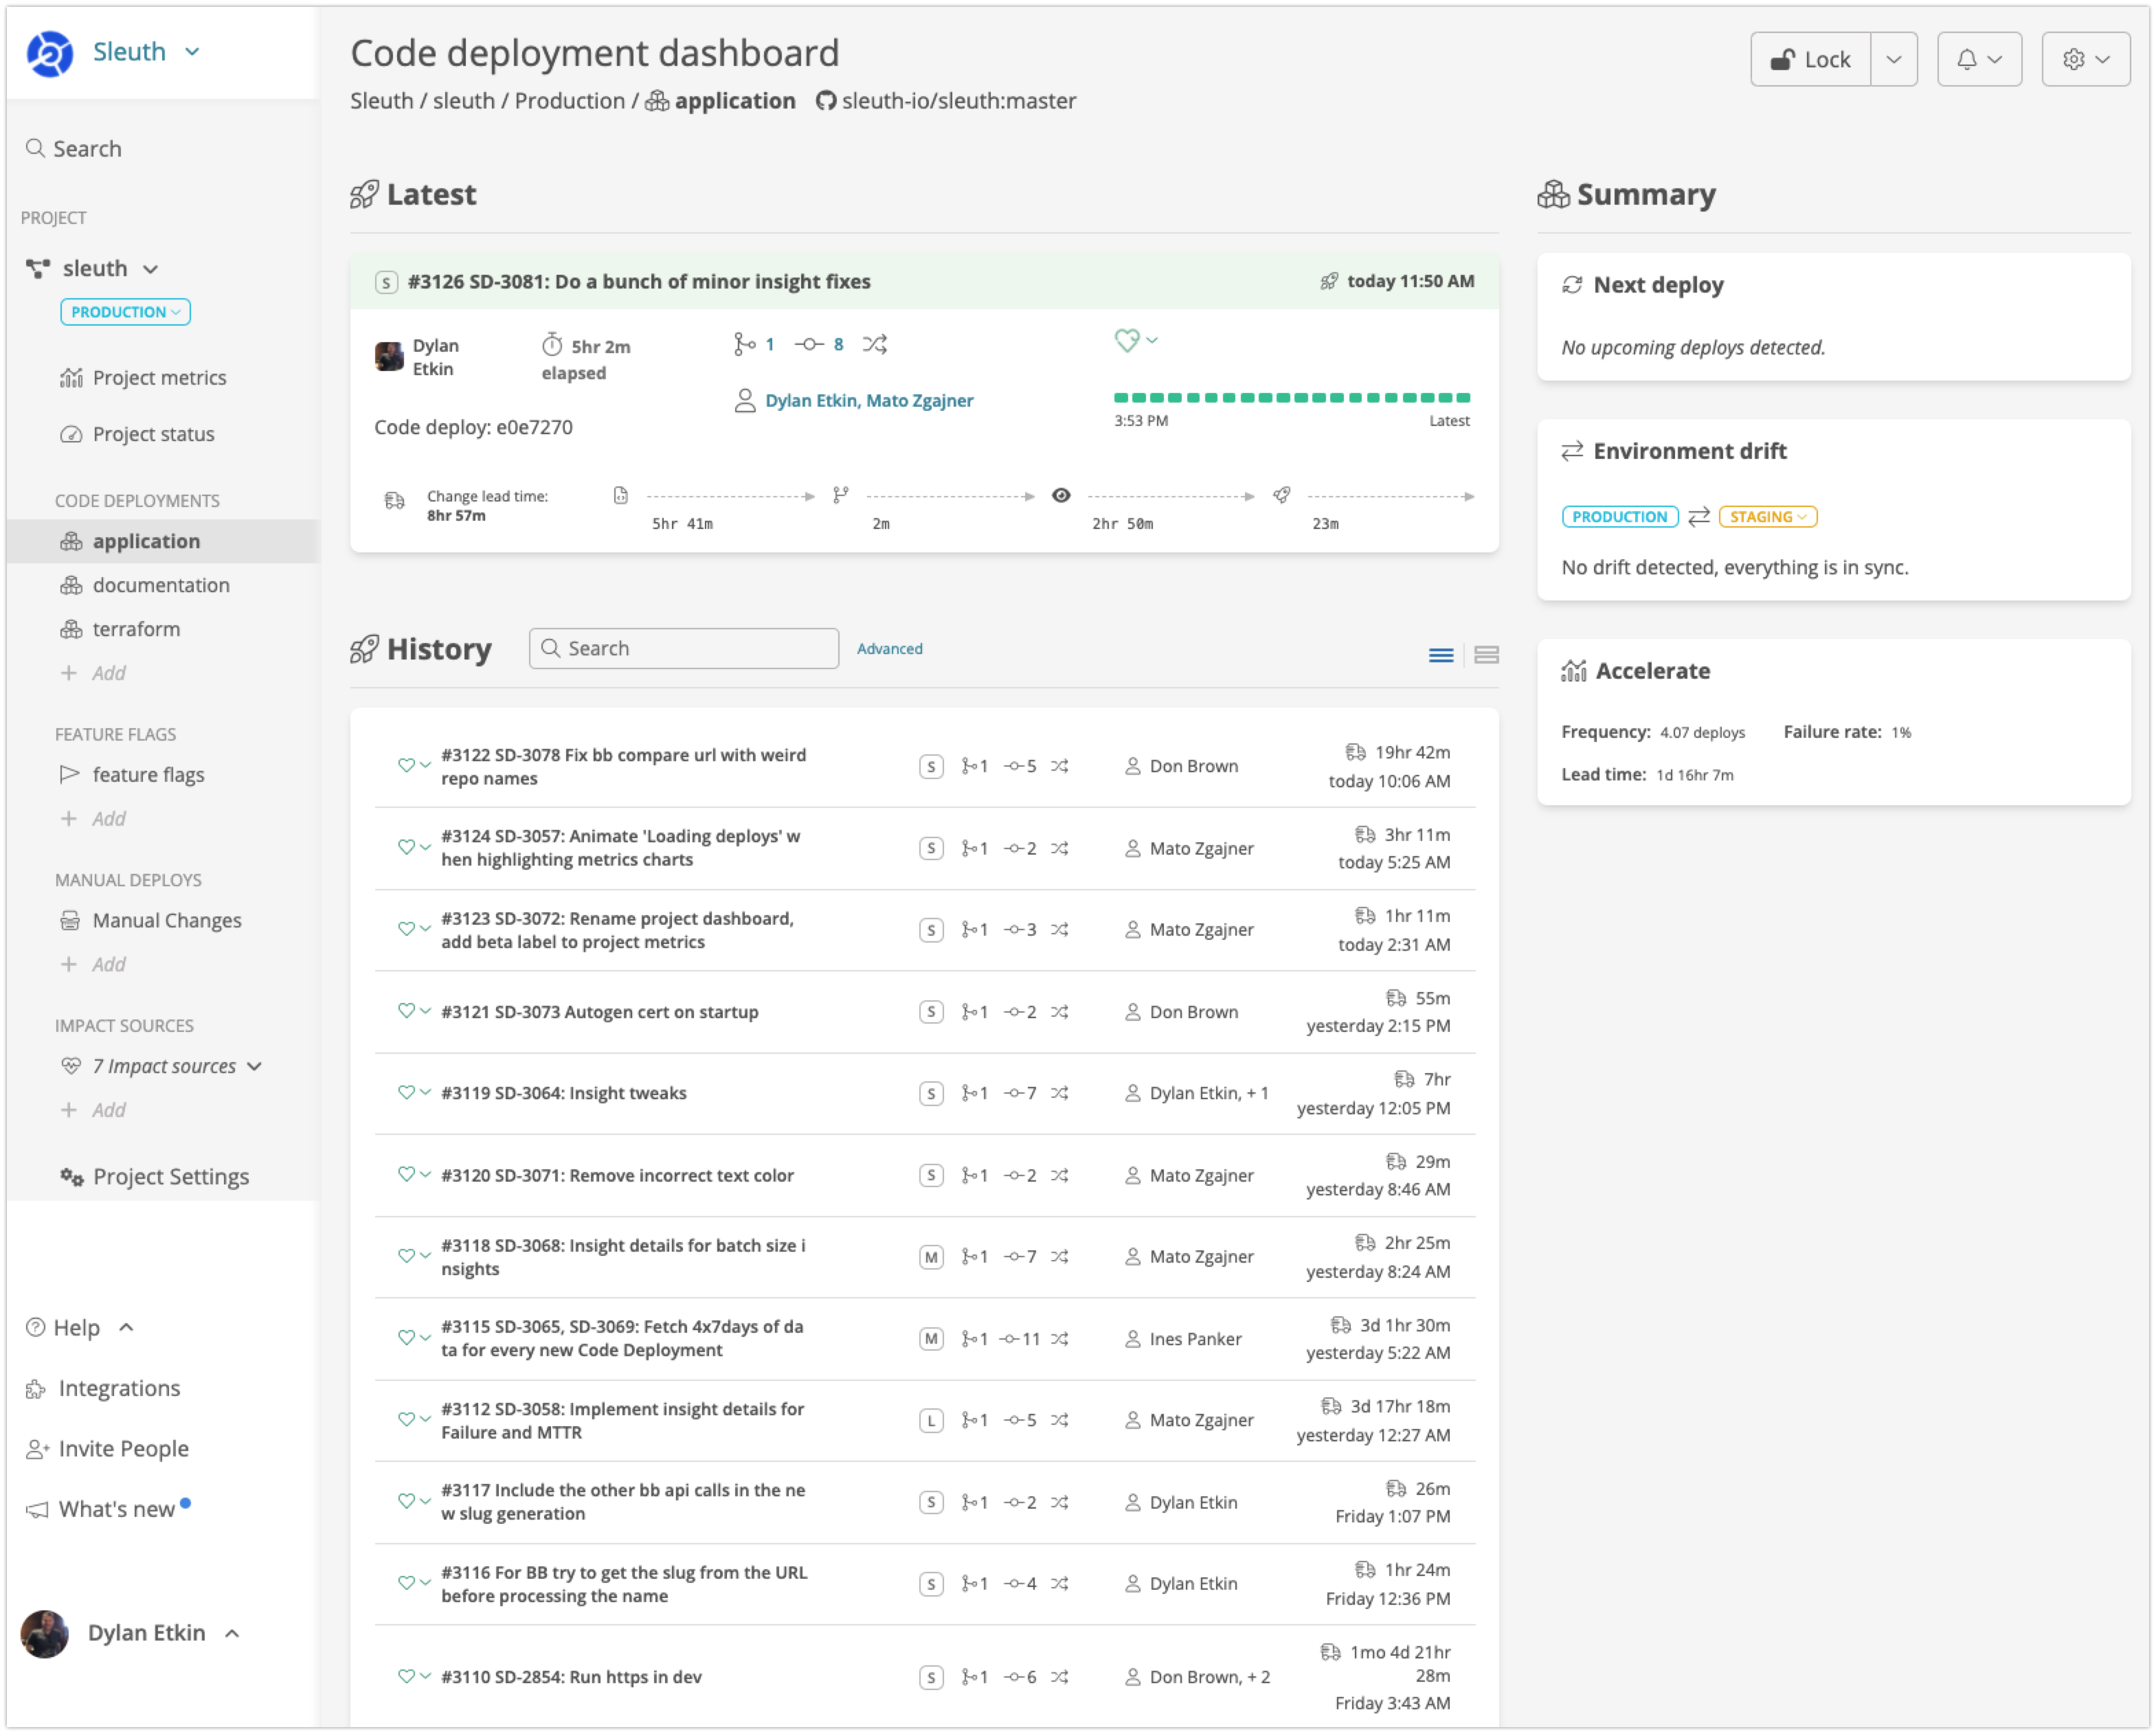 Sleuth
Search
PROJECT
sleuth
PRODUCTION
Project metrics
Project status
CODE DEPLOYMENTS
application
documentation
terraform
Add
FEATURE FLAGS
feature flags
Add
MANUAL DEPLOYS
Manual Changes
Add
IMPACT SOURCES
7 Impact sources
Add
Project Settings
Help
Integrations
Invite People
What's new
Dylan Etkin
Code deployment dashboard
Sleuth / sleuth / Production / application sleuth-io/sleuth:master
Lock
Latest
S #3126 SD-3081: Do a bunch of minor insight fixes today 11:50 AM
Dylan
Etkin
5hr 2m
elapsed
1 8
Dylan Etkin, Mato Zgajner
3:53 PM Latest
Code deploy: e0e7270
Change lead time:
8hr 57m
5hr 41m 2m 2hr 50m 23m
History Search Advanced
#3122 SD-3078 Fix bb compare url with weird
repo names
S 1 5 Don Brown
19hr 42m
today 10:06 AM
#3124 SD-3057: Animate 'Loading deploys' w
hen highlighting metrics charts
S 1 2 Mato Zgajner
3hr 11m
today 5:25 AM
#3123 SD-3072: Rename project dashboard,
add beta label to project metrics
S 1 3 Mato Zgajner
1hr 11m
today 2:31 AM
#3121 SD-3073 Autogen cert on startup
S 1 2 Don Brown
55m
yesterday 2:15 PM
#3119 SD-3064: Insight tweaks
S 1 7 Dylan Etkin, + 1
7hr
yesterday 12:05 PM
#3120 SD-3071: Remove incorrect text color
S 1 2 Mato Zgajner
29m
yesterday 8:46 AM
#3118 SD-3068: Insight details for batch size i
nsights
M 1 7 Mato Zgajner
2hr 25m
yesterday 8:24 AM
#3115 SD-3065, SD-3069: Fetch 4x7days of da
ta for every new Code Deployment
M 1 11 Ines Panker
3d 1hr 30m
yesterday 5:22 AM
#3112 SD-3058: Implement insight details for
Failure and MTTR
L 1 5 Mato Zgajner
3d 17hr 18m
yesterday 12:27 AM
#3117 Include the other bb api calls in the ne
w slug generation
S 1 2 Dylan Etkin
26m
Friday 1:07 PM
#3116 For BB try to get the slug from the URL
before processing the name
S 1 4 Dylan Etkin
1hr 24m
Friday 12:36 PM
#3110 SD-2854: Run https in dev
S 1 6 Don Brown, + 2
1mo 4d 21hr
28m
Friday 3:43 AM
Summary
Next deploy
No upcoming deploys detected.
Environment drift
PRODUCTION STAGING
No drift detected, everything is in sync.
Accelerate
Frequency: 4.07 deploys Failure rate: 1%
Lead time: 1d 16hr 7m